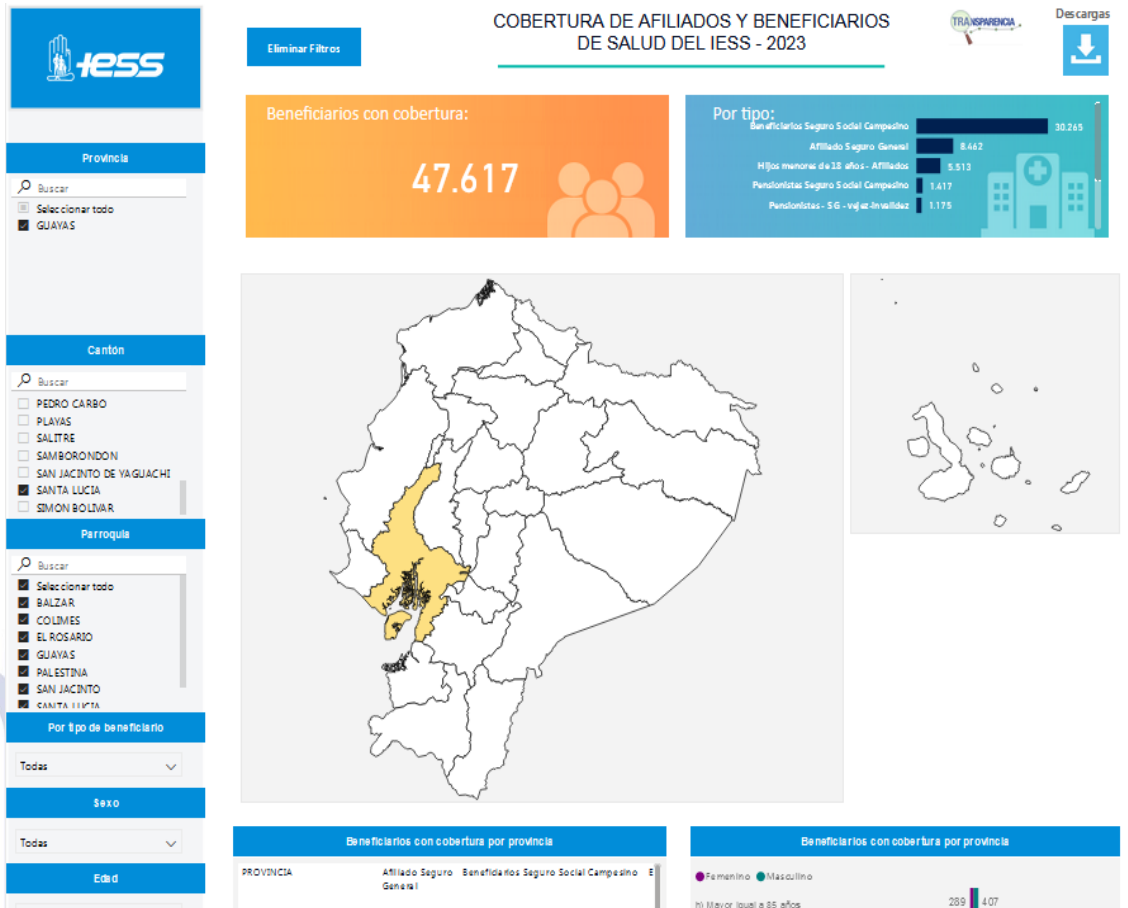 iess
Eliminar Filtros
COBERTURA DE AFILIADOS Y BENEFICIARIOS
DE SALUD DEL IESS - 2023
TRANSPARENCIA
Descargas
Beneficiarios con cobertura:
47.617
Por tipo:
Beneficiarios Seguro Social Campesino 30.265
Afiliado Seguro General 8.462
Hijos menores de 18 años - Afiliados 5.513
Pensionistas Seguro Social Campesino 1.417
Pensionistas - SG - vejez-Invalidez 1.175
Provincia
Buscar
Seleccionar todo
GUAYAS
Cantón
Buscar
PEDRO CARBO
PLAYAS
SALITRE
SAMBORONDON
SAN JACINTO DE YAGUACHI
SANTA LUCIA
SIMON BOLIVAR
Parroquia
Buscar
Seleccionar todo
BALZAR
COLIMES
EL ROSARIO
GUAYAS
PALESTINA
SAN JACINTO
SANTA LUCIA
Por tipo de beneficiario
Todas
Sexo
Todas
Edad
Beneficiarios con cobertura por provincia
PROVINCIA
Afiliado Seguro
General
Beneficiarios Seguro Social Campesino
E
Beneficiarios con cobertura por provincia
Femenino Masculino
h) Mayor igual a 85 años 289 407